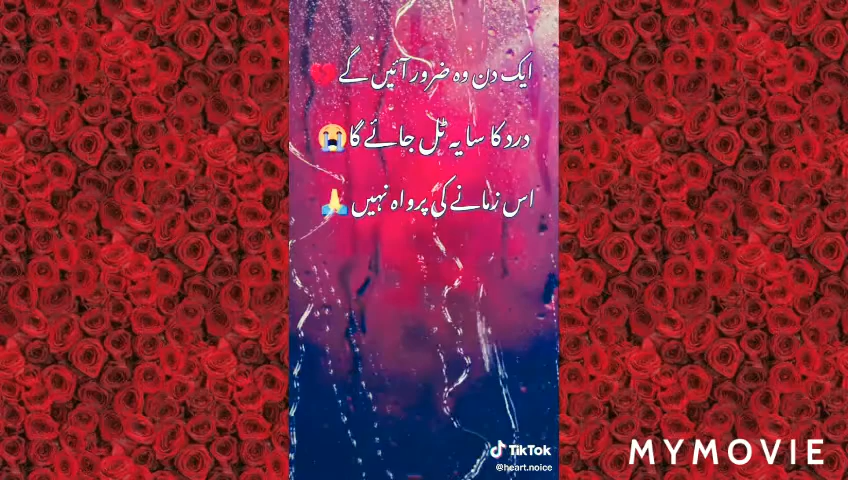 ایک دن وہ ضرور آئیں گے💔
درد کا سایہ ٹل جائے گا😭
اس زمانے کی پرواہ نہیں🙏
TikTok
@heart.noice
MYMOVIE